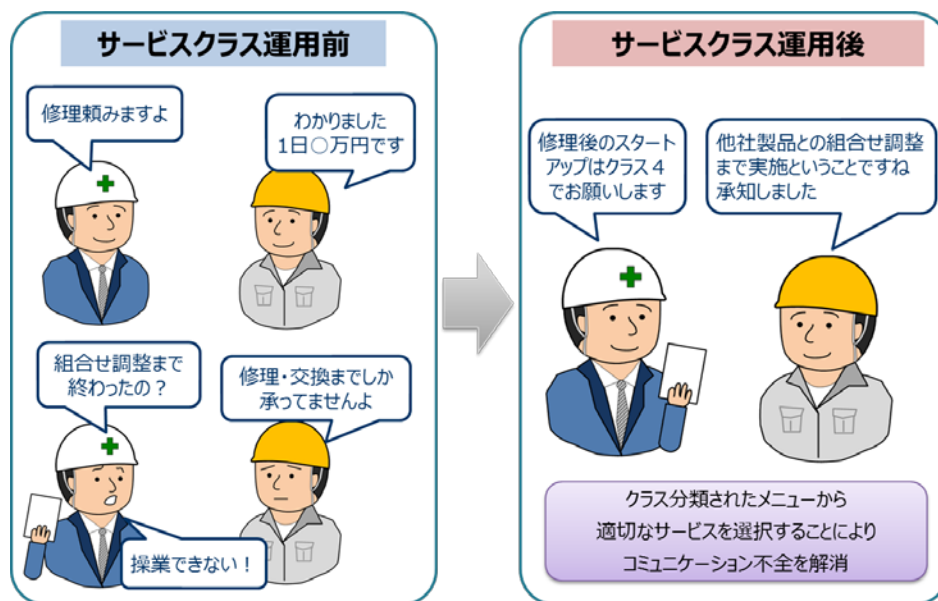 サービスクラス運用前
修理頼みますよ
わかりました
1日○万円です
組合せ調整まで
終わったの？
修理・交換までしか
承ってませんよ
操業できない！
サービスクラス運用後
修理後のスタート
アップはクラス４
でお願いします
他社製品との組合せ調整
まで実施ということですね
承知しました
クラス分類されたメニューから
適切なサービスを選択することにより
コミュニケーション不全を解消